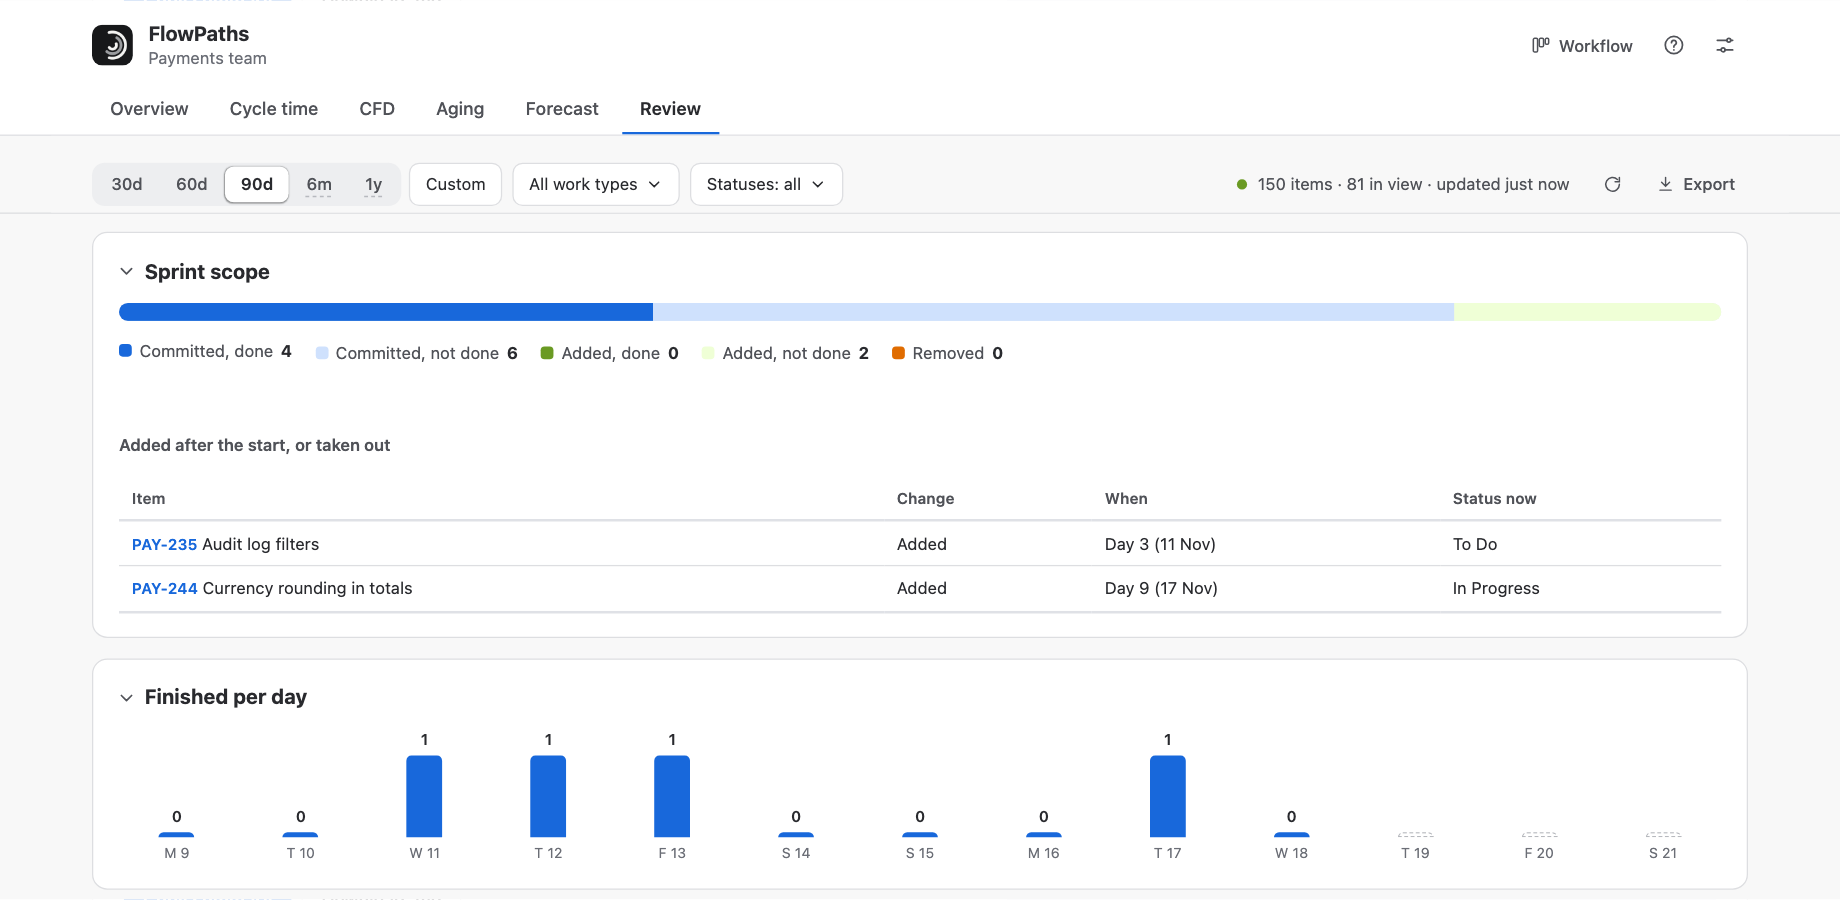 FlowPaths
Payments team
Workflow
Overview Cycle time CFD Aging Forecast Review
30d 60d 90d 6m 1y Custom All work types Statuses: all 150 items · 81 in view · updated just now Export
Sprint scope
Committed, done 4 Committed, not done 6 Added, done 0 Added, not done 2 Removed 0
Added after the start, or taken out
Item Change When Status now
PAY-235 Audit log filters Added Day 3 (11 Nov) To Do
PAY-244 Currency rounding in totals Added Day 9 (17 Nov) In Progress
Finished per day
0 0 1 1 1 0 0 0 1 0
M 9 T 10 W 11 T 12 F 13 S 14 S 15 M 16 T 17 W 18 T 19 F 20 S 21